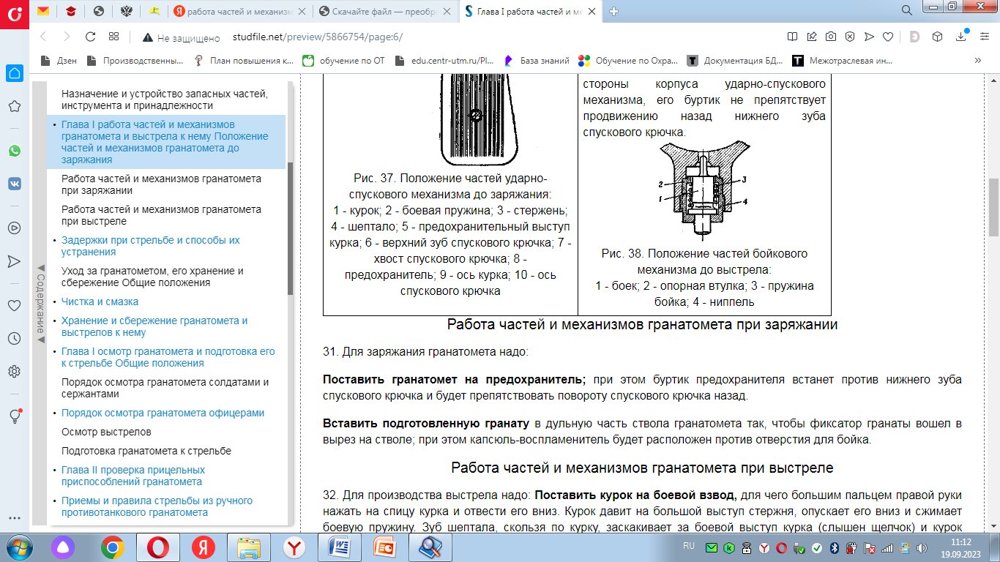 работа частей и механизм
Скачайте файл — преобр
Глава I работа частей и ме
Не защищено studfile.net/preview/5866754/page:6/
Дзен Производственны... План повышения к... обучение по ОТ edu.centr-utm.ru/Pl... База знаний Обучение по Охра... Документация БД... Межотраслевая ин... »
Содержание
Назначение и устройство запасных частей,
инструмента и принадлежности
Глава I работа частей и механизмов
гранатомета и выстрела к нему Положение
частей и механизмов гранатомета до
заряжания
Работа частей и механизмов гранатомета
при заряжании
Работа частей и механизмов гранатомета
при выстреле
Задержки при стрельбе и способы их
устранения
Уход за гранатометом, его хранение и
сбережение Общие положения
Чистка и смазка
Хранение и сбережение гранатомета и
выстрелов к нему
Глава I осмотр гранатомета и подготовка его
к стрельбе Общие положения
Порядок осмотра гранатомета солдатами и
сержантами
Порядок осмотра гранатомета офицерами
Осмотр выстрелов
Подготовка гранатомета к стрельбе
Глава II проверка прицельных
приспособлений гранатомета
Приемы и правила стрельбы из ручного
противотанкового гранатомета
Рис. 37. Положение частей ударно-
спускового механизма до заряжания:
1 - курок; 2 - боевая пружина; 3 - стержень;
4 - шептало; 5 - предохранительный выступ
курка; 6 - верхний зуб спускового крючка; 7 -
хвост спускового крючка; 8 -
предохранитель; 9 - ось курка; 10 - ось
спускового крючка
стороны корпуса ударно-спускового
механизма, его буртик не препятствует
продвижению назад нижнего зуба
спускового крючка.
2 3
1
4
Рис. 38. Положение частей бойкового
механизма до выстрела:
1 - боек; 2 - опорная втулка; 3 - пружина
бойка; 4 - ниппель
Работа частей и механизмов гранатомета при заряжании
31. Для заряжания гранатомета надо:
Поставить гранатомет на предохранитель; при этом буртик предохранителя встанет против нижнего зуба
спускового крючка и будет препятствовать повороту спускового крючка назад.
Вставить подготовленную гранату в дульную часть ствола гранатомета так, чтобы фиксатор гранаты вошел в
вырез на стволе; при этом капсюль-воспламенитель будет расположен против отверстия для бойка.
Работа частей и механизмов гранатомета при выстреле
32. Для производства выстрела надо: Поставить курок на боевой взвод, для чего большим пальцем правой руки
нажать на спицу курка и отвести его вниз. Курок давит на большой выступ стержня, опускает его вниз и сжимает
боевую пружину. Зуб шептала, скользя по курку, заскакивает за боевой выступ курка (слышен щелчок) и курок
RU
11:12
19.09.2023